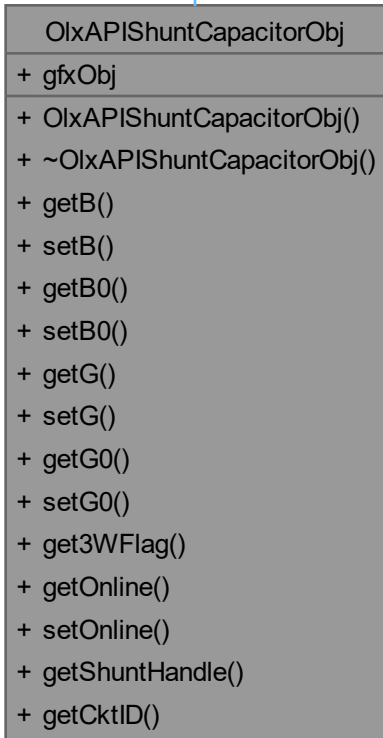 OlxAPIShuntCapacitorObj
+ gfxObj
+ OlxAPIShuntCapacitorObj()
+ ~OlxAPIShuntCapacitorObj()
+ getB()
+ setB()
+ getB0()
+ setB0()
+ getG()
+ setG()
+ getG0()
+ setG0()
+ get3WFlag()
+ getOnline()
+ setOnline()
+ getShuntHandle()
+ getCktID()